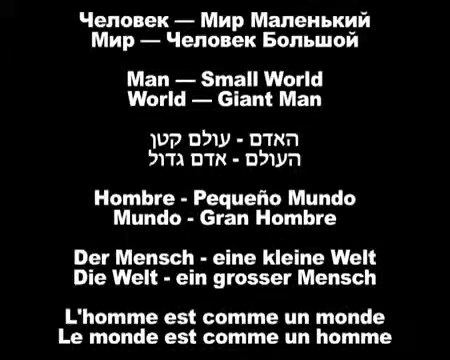 Человек — Мир Маленький
Мир — Человек Большой
Man — Small World
World — Giant Man
האדם - עולם קטן
העולם - אדם גדול
Hombre - Pequeño Mundo
Mundo - Gran Hombre
Der Mensch - eine kleine Welt
Die Welt - ein grosser Mensch
L'homme est comme un monde
Le monde est comme un homme